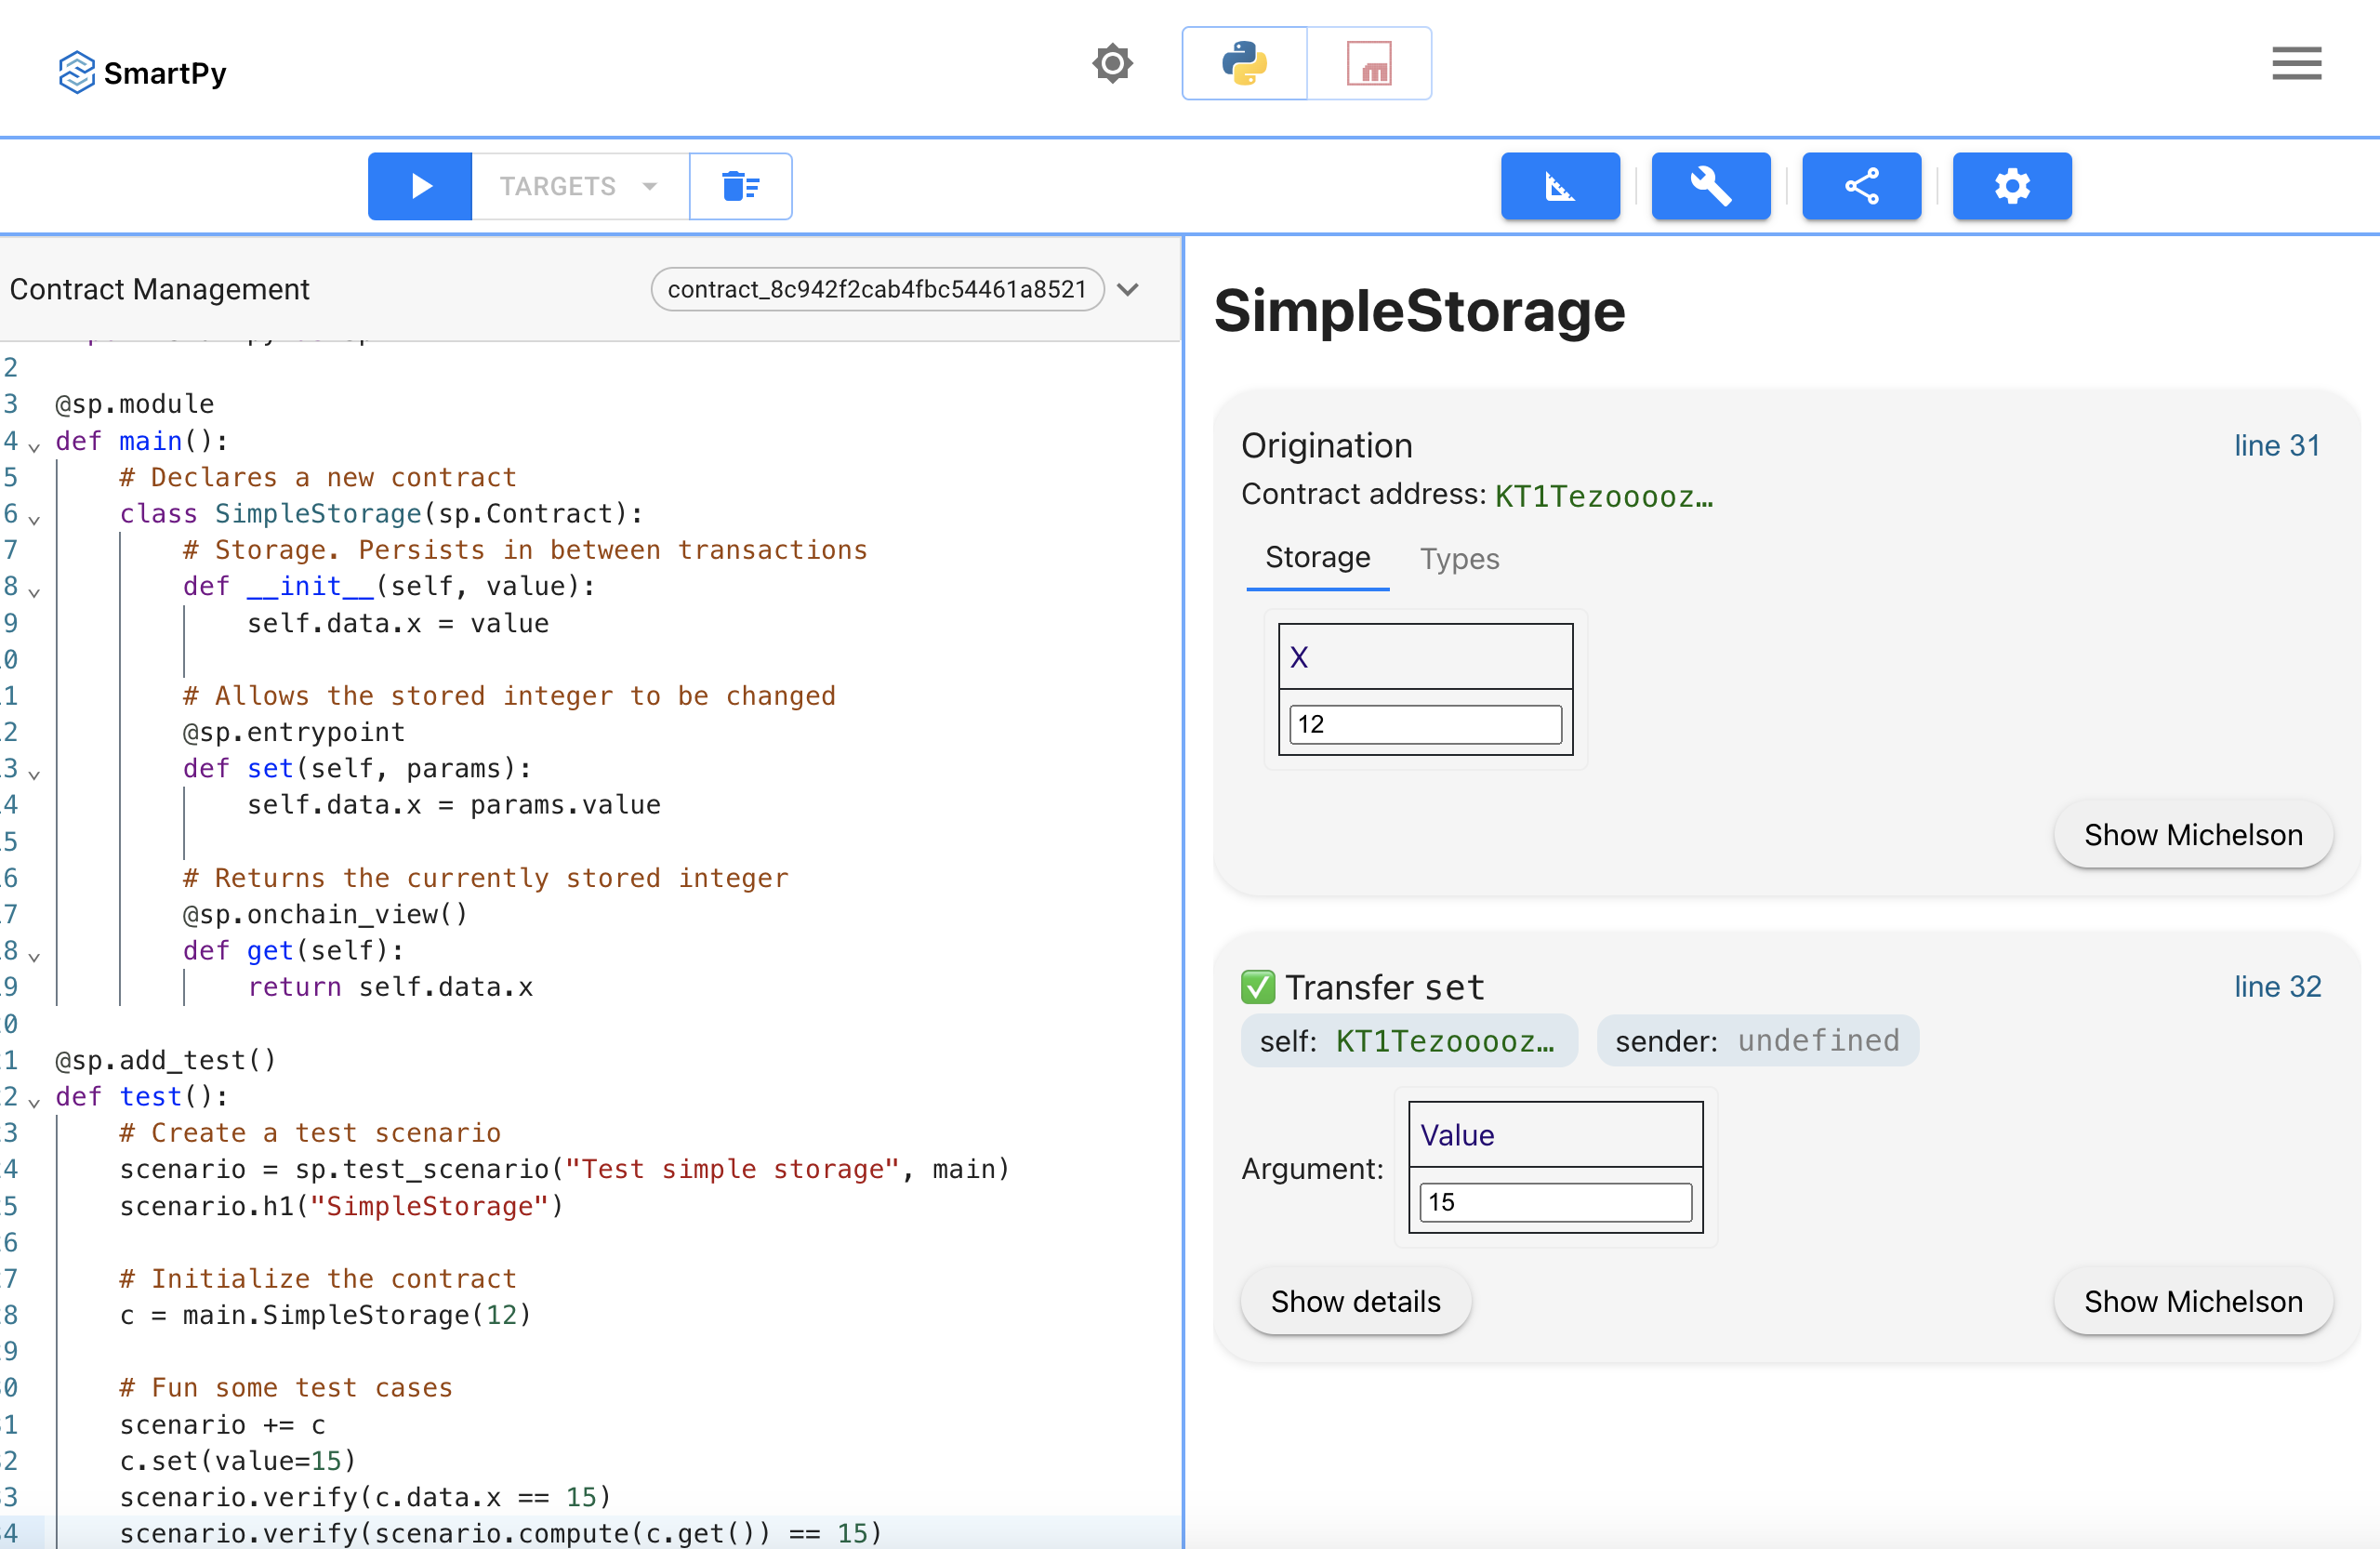 SmartPy
TARGETS
Contract Management
contract_8c942f2cab4fbc54461a8521
2
3 @sp.module
4 def main():
5 # Declares a new contract
6 class SimpleStorage(sp.Contract):
7 # Storage. Persists in between transactions
8 def __init__(self, value):
9 self.data.x = value
0
1 # Allows the stored integer to be changed
2 @sp.entrypoint
3 def set(self, params):
4 self.data.x = params.value
5
6 # Returns the currently stored integer
7 @sp.onchain_view()
8 def get(self):
9 return self.data.x
0
1 @sp.add_test()
2 def test():
3 # Create a test scenario
4 scenario = sp.test_scenario("Test simple storage", main)
5 scenario.h1("SimpleStorage")
6
7 # Initialize the contract
8 c = main.SimpleStorage(12)
9
0 # Fun some test cases
1 scenario += c
2 c.set(value=15)
3 scenario.verify(c.data.x == 15)
4 scenario.verify(scenario.compute(c.get()) == 15)
SimpleStorage
Origination line 31
Contract address: KT1Tezooooz…
Storage Types
X
12
Show Michelson
✅ Transfer set line 32
self: KT1Tezooooz… sender: undefined
Argument:
Value
15
Show details Show Michelson